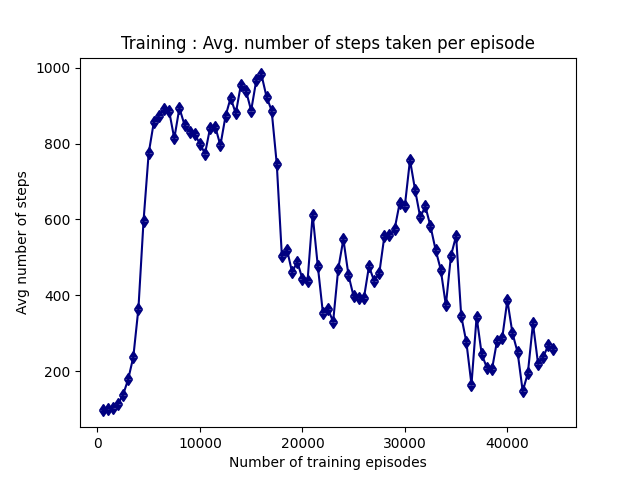 Training : Avg. number of steps taken per episode
1000
800
600
400
200
Avg number of steps
0 10000 20000 30000 40000
Number of training episodes